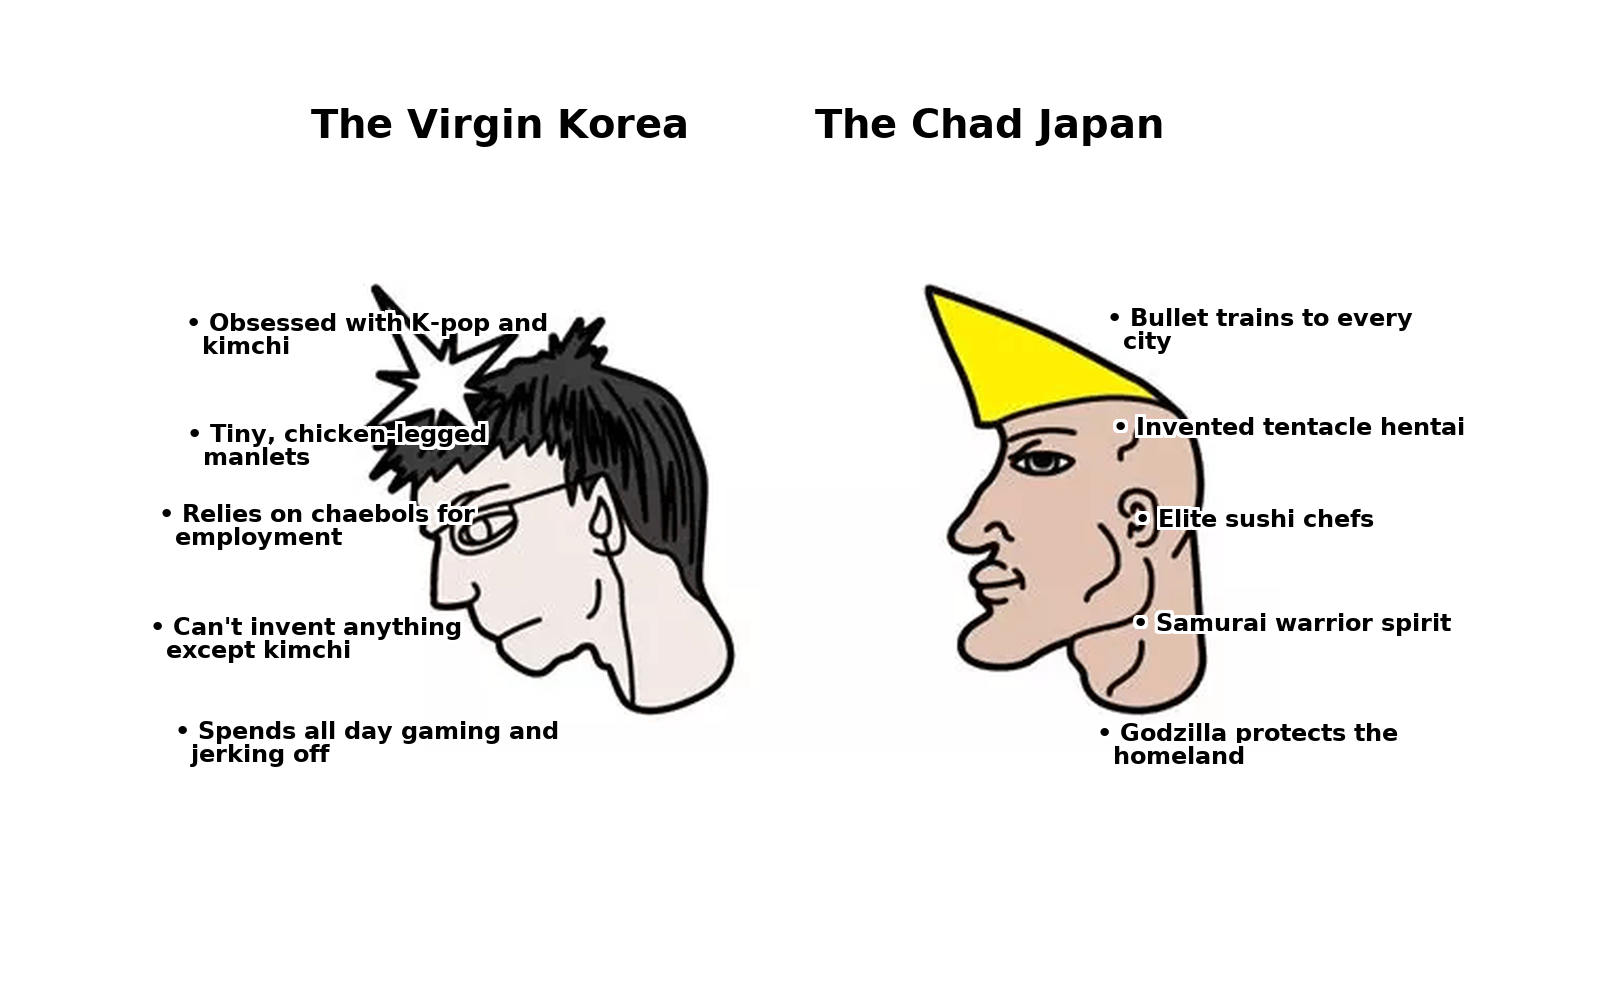 The Virgin Korea
The Chad Japan
• Obsessed with K-pop and
kimchi
• Tiny, chicken-legged
manlets
• Relies on chaebols for
employment
• Can't invent anything
except kimchi
• Spends all day gaming and
jerking off
• Bullet trains to every
city
• Invented tentacle hentai
• Elite sushi chefs
• Samurai warrior spirit
• Godzilla protects the
homeland